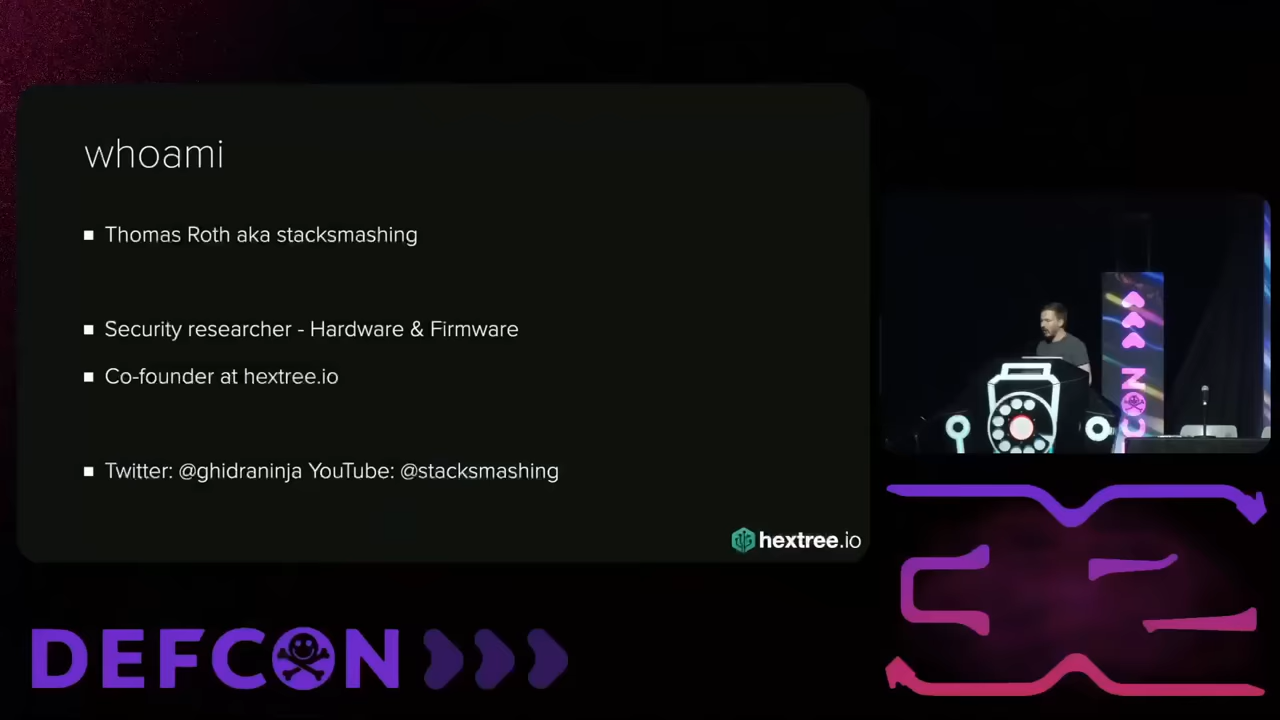 whoami
Thomas Roth aka stacksmashing
Security researcher - Hardware & Firmware
Co-founder at hextree.io
Twitter: @ghidraninja YouTube: @stacksmashing
hextree.io
DEFCON